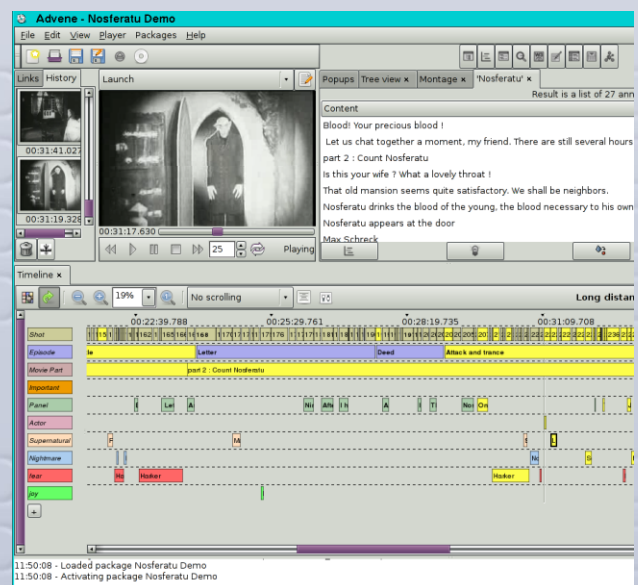 Advene - Nosferatu Demo
File Edit View Player Packages Help
Links History
Launch
Popups Tree view × Montage × 'Nosferatu' ×
Result is a list of 27 ann
Content
Blood! Your precious blood !
Let us chat together a moment, my friend. There are still several hours
part 2 : Count Nosferatu
Is this your wife ? What a lovely throat !
That old mansion seems quite satisfactory. We shall be neighbors.
Nosferatu drinks the blood of the young, the blood necessary to his own
Nosferatu appears at the door
Max Schreck
00:31:41.027
00:31:19.328
00:31:17.630
25
Playing
Timeline ×
19%
No scrolling
Long distan
00:22:39.788 00:25:29.761 00:28:19.735 00:31:09.708
Shot
Episode
Letter
Deed
Attack and trance
Movie Part
part 2 : Count Nosferatu
Important
Panel
Actor
Supernatural
Nightmare
fear
Harker
Harker
joy
11:50:08 - Loaded package Nosferatu Demo
11:50:08 - Activating package Nosferatu Demo